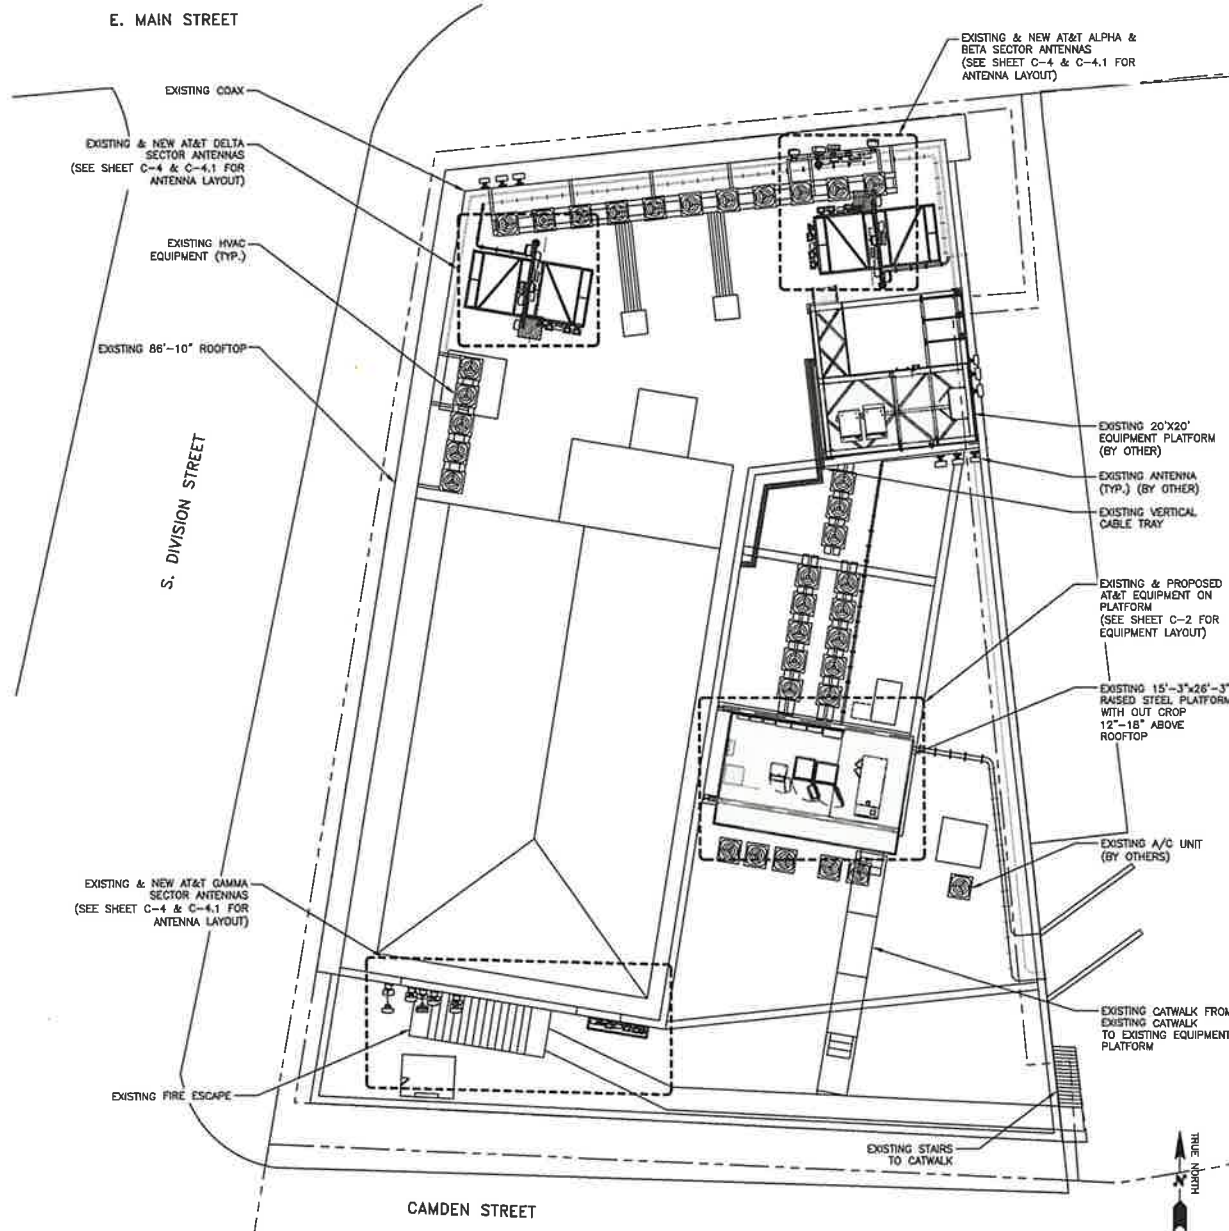 E. MAIN STREET
EXISTING & NEW AT&T ALPHA &
BETA SECTOR ANTENNAS
(SEE SHEET C-4 & C-4.1 FOR
ANTENNA LAYOUT)
EXISTING COAX
EXISTING & NEW AT&T DELTA
SECTOR ANTENNAS
(SEE SHEET C-4 & C-4.1 FOR
ANTENNA LAYOUT)
EXISTING HVAC
EQUIPMENT (TYP.)
EXISTING 86'-10" ROOFTOP
S. DIVISION STREET
EXISTING 20'X20'
EQUIPMENT PLATFORM
(BY OTHER)
EXISTING ANTENNA
(TYP.) (BY OTHER)
EXISTING VERTICAL
CABLE TRAY
EXISTING & PROPOSED
AT&T EQUIPMENT ON
PLATFORM
(SEE SHEET C-2 FOR
EQUIPMENT LAYOUT)
EXISTING 15'-3"x26'-3"
RAISED STEEL PLATFORM
WITH OUT CROP
12"-18" ABOVE
ROOFTOP
EXISTING A/C UNIT
(BY OTHERS)
EXISTING & NEW AT&T GAMMA
SECTOR ANTENNAS
(SEE SHEET C-4 & C-4.1 FOR
ANTENNA LAYOUT)
EXISTING CATWALK FROM
EXISTING CATWALK
TO EXISTING EQUIPMENT
PLATFORM
EXISTING FIRE ESCAPE
EXISTING STAIRS
TO CATWALK
TRUE NORTH
N
CAMDEN STREET